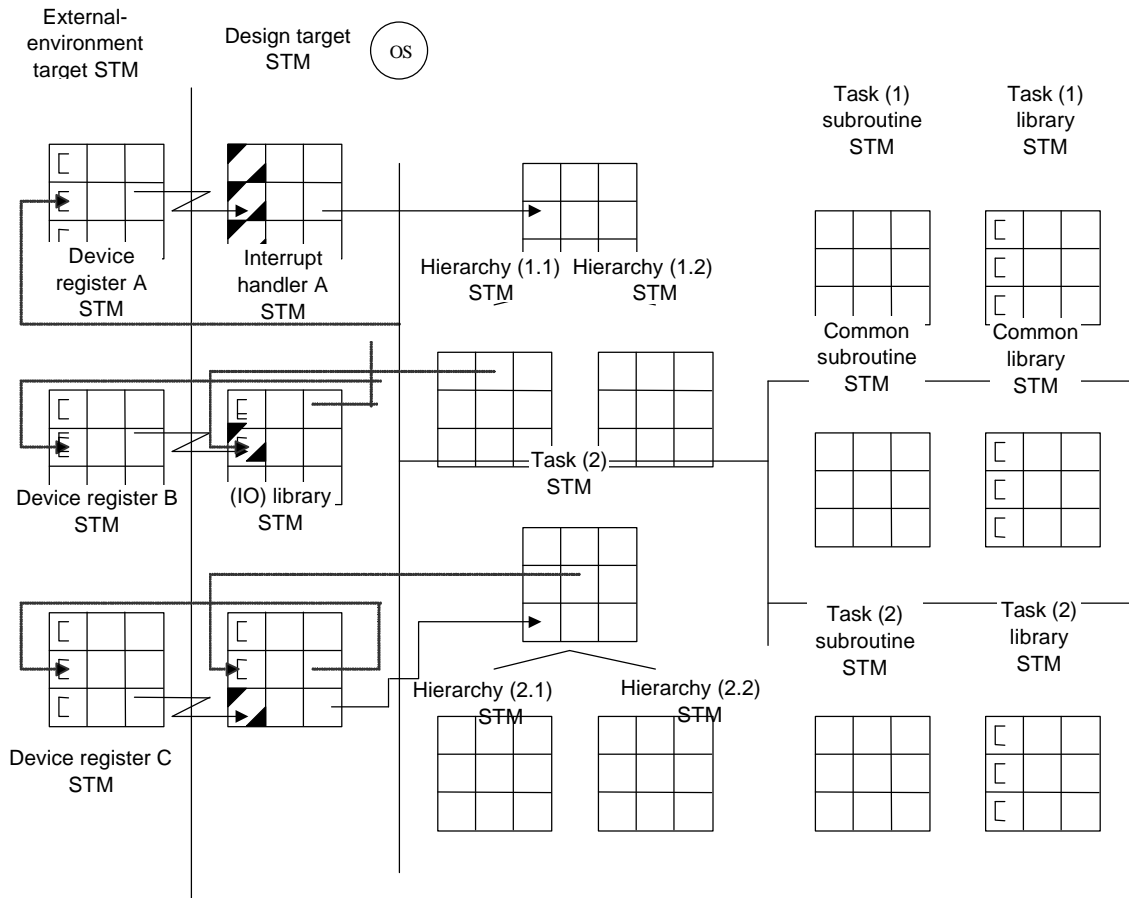 External-
environment
target STM
Design target
STM
OS
Task (1)
subroutine
STM
Task (1)
library
STM
Device
register A
STM
Interrupt
handler A
STM
Hierarchy (1.1)
STM
Hierarchy (1.2)
STM
Common
subroutine
STM
Common
library
STM
Device register B
STM
(IO) library
STM
Task (2)
STM
Task (2)
subroutine
STM
Task (2)
library
STM
Hierarchy (2.1)
STM
Hierarchy (2.2)
STM
Device register C
STM